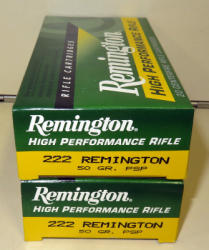 RIFLE CARTRIDGES
Remington
HIGH PERFORMANCE RIFLE
Remington®
HIGH PERFORMANCE RIFLE
222 REMINGTON
50 GR. PSP
Remington®
HIGH PERFORMANCE RIFLE
222 REMINGTON
50 GR. PSP